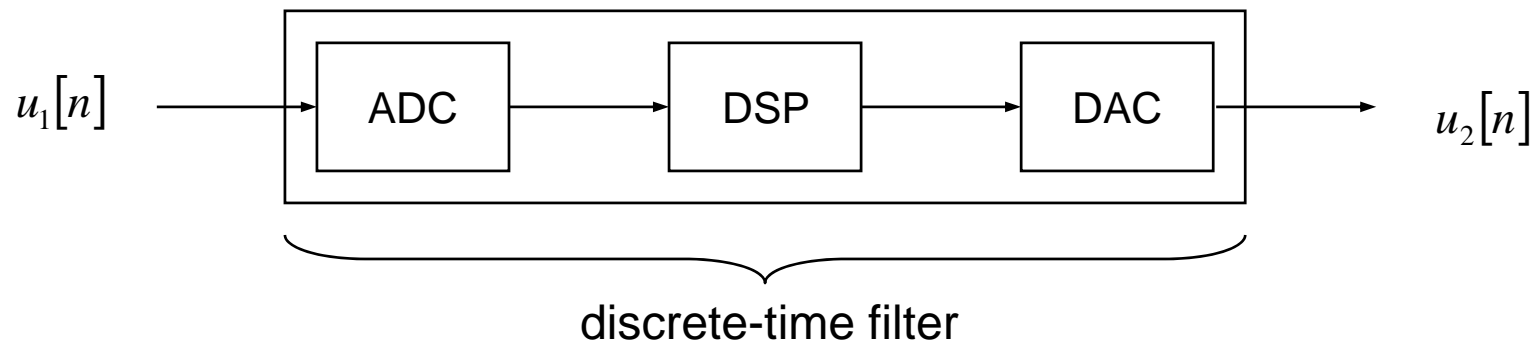 u₁[n] ADC DSP DAC u₂[n]
discrete-time filter